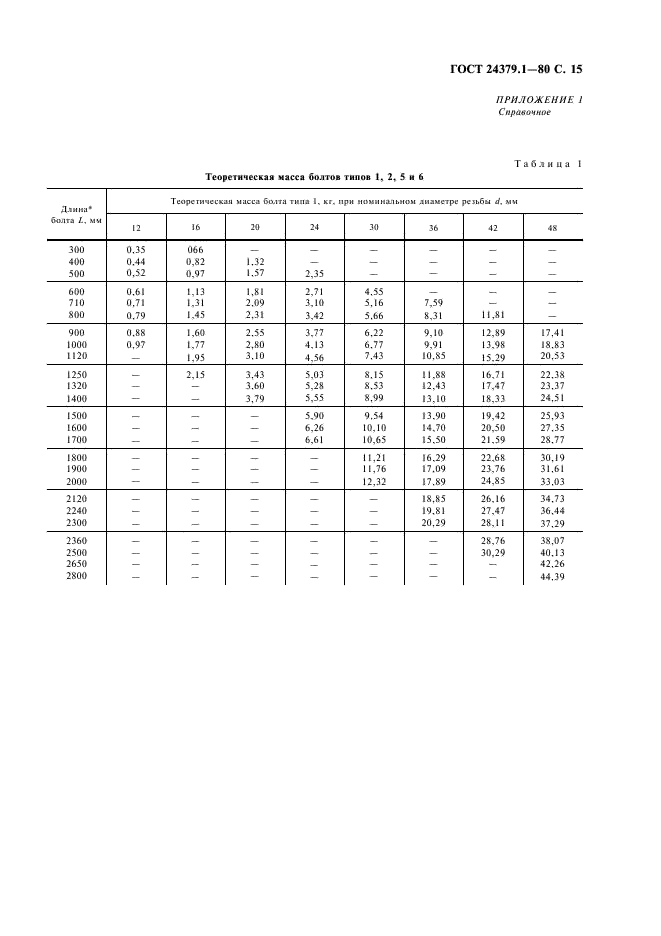 ГОСТ 24379.1—80 С. 15
ПРИЛОЖЕНИЕ 1
Справочное
Таблица 1
Теоретическая масса болтов типов 1, 2, 5 и 6
Длина* болта L, мм
Теоретическая масса болта типа 1, кг, при номинальном диаметре резьбы d, мм
12 16 20 24 30 36 42 48
300 0,35 066 — — — — — —
400 0,44 0,82 1,32 — — — — —
500 0,52 0,97 1,57 2,35 — — — —
600 0,61 1,13 1,81 2,71 4,55 — — —
710 0,71 1,31 2,09 3,10 5,16 7,59 — —
800 0,79 1,45 2,31 3,42 5,66 8,31 11,81 —
900 0,88 1,60 2,55 3,77 6,22 9,10 12,89 17,41
1000 0,97 1,77 2,80 4,13 6,77 9,91 13,98 18,83
1120 — 1,95 3,10 4,56 7,43 10,85 15,29 20,53
1250 — 2,15 3,43 5,03 8,15 11,88 16,71 22,38
1320 — — 3,60 5,28 8,53 12,43 17,47 23,37
1400 — — 3,79 5,55 8,99 13,10 18,33 24,51
1500 — — — 5,90 9,54 13,90 19,42 25,93
1600 — — — 6,26 10,10 14,70 20,50 27,35
1700 — — — 6,61 10,65 15,50 21,59 28,77
1800 — — — — 11,21 16,29 22,68 30,19
1900 — — — — 11,76 17,09 23,76 31,61
2000 — — — — 12,32 17,89 24,85 33,03
2120 — — — — — 18,85 26,16 34,73
2240 — — — — — 19,81 27,47 36,44
2300 — — — — — 20,29 28,11 37,29
2360 — — — — — — 28,76 38,07
2500 — — — — — — 30,29 40,13
2650 — — — — — — — 42,26
2800 — — — — — — — 44,39